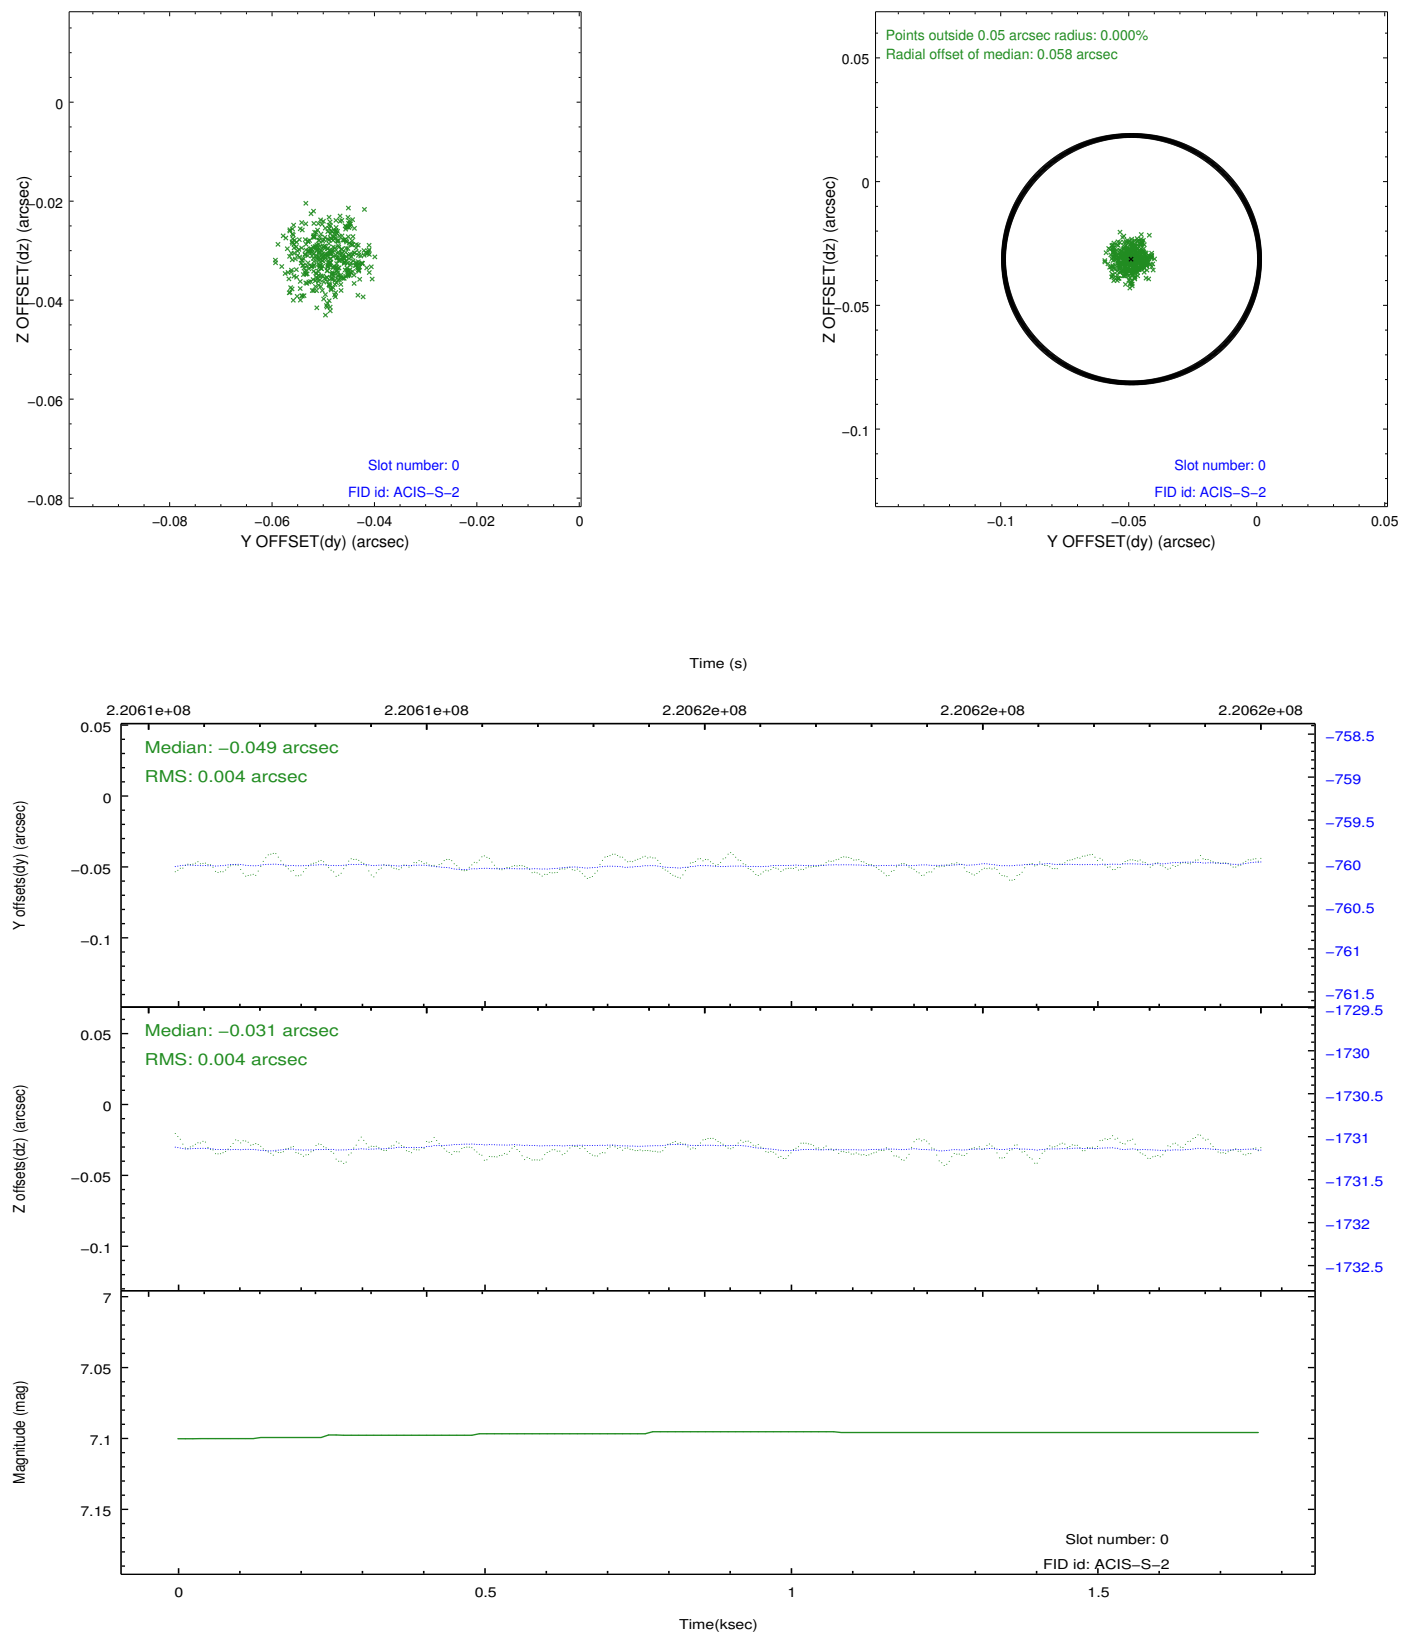 0
−0.02
−0.04
−0.06
−0.08
Z OFFSET(dz) (arcsec)
Slot number: 0
FID id: ACIS−S−2
−0.08 −0.06 −0.04 −0.02 0
Y OFFSET(dy) (arcsec)
Points outside 0.05 arcsec radius: 0.000%
Radial offset of median: 0.058 arcsec
0.05
0
−0.05
−0.1
Z OFFSET(dz) (arcsec)
Slot number: 0
FID id: ACIS−S−2
−0.1 −0.05 0 0.05
Y OFFSET(dy) (arcsec)
Time (s)
2.2061e+08 2.2061e+08 2.2062e+08 2.2062e+08 2.2062e+08
Median: −0.049 arcsec
RMS: 0.004 arcsec
0.05
0
−0.05
−0.1
Y offsets(dy) (arcsec)
−758.5
−759
−759.5
−760
−760.5
−761
−761.5
Median: −0.031 arcsec
RMS: 0.004 arcsec
0.05
0
−0.05
−0.1
Z offsets(dz) (arcsec)
−1729.5
−1730
−1730.5
−1731
−1731.5
−1732
−1732.5
7
7.05
7.1
7.15
Magnitude (mag)
Slot number: 0
FID id: ACIS−S−2
0 0.5 1 1.5
Time(ksec)